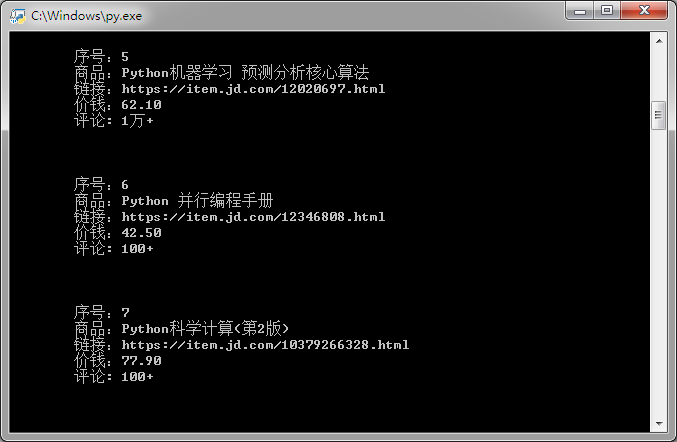 C:\Windows\py.exe
序号：5
商品：Python机器学习 预测分析核心算法
链接：https://item.jd.com/12020697.html
价钱：62.10
评论：1万+
序号：6
商品：Python 并行编程手册
链接：https://item.jd.com/12346808.html
价钱：42.50
评论：100+
序号：7
商品：Python科学计算(第2版)
链接：https://item.jd.com/10379266328.html
价钱：77.90
评论：100+